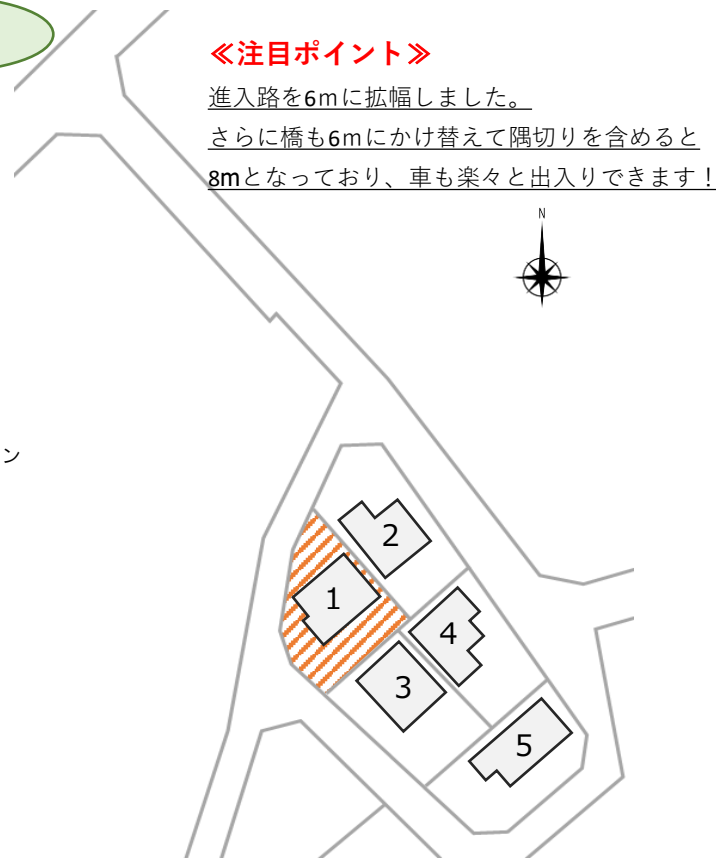 ≪注目ポイント≫
進入路を6mに拡幅しました。
さらに橋も6mにかけ替えて隅切りを含めると
8mとなっており、車も楽々と出入りできます！
N
ン
2
1
4
3
5